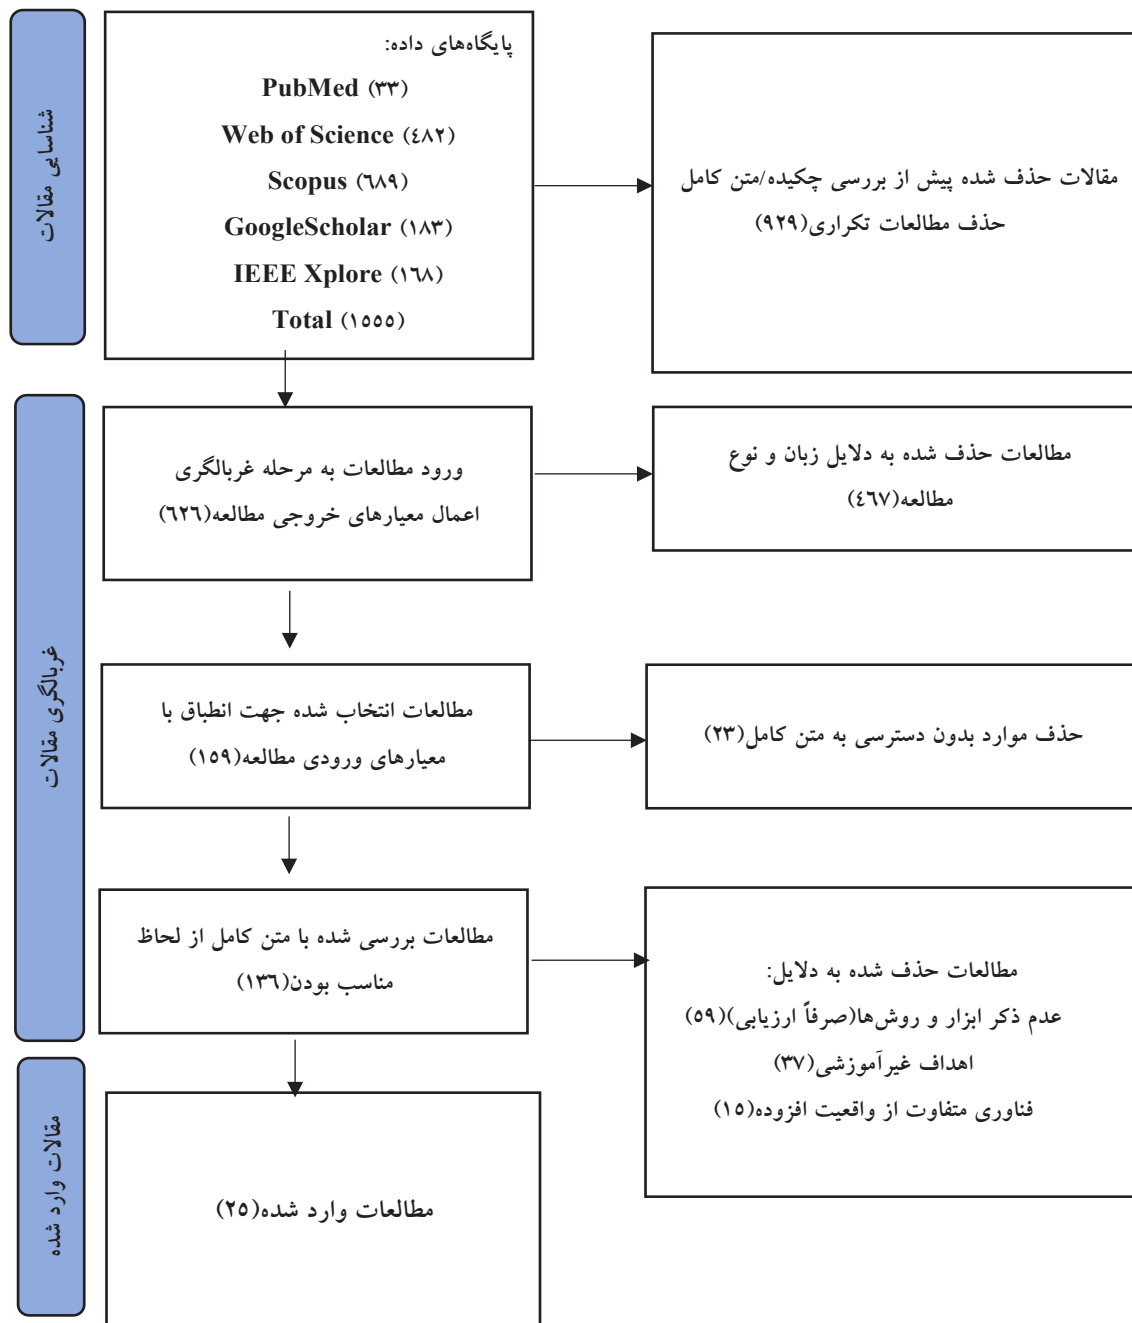 شناسایی مقالات
پایگاه‌های داده:
PubMed (۳۳)
Web of Science (٤۸۲)
Scopus (٦۸۹)
GoogleScholar (۱۸۳)
IEEE Xplore (۱٦۸)
Total (۱٥٥٥)
مقالات حذف شده پیش از بررسی چکیده/متن کامل
حذف مطالعات تکراری(۹۲۹)
غربالگری مقالات
ورود مطالعات به مرحله غربالگری
اعمال معیارهای خروجی مطالعه(٦۲٦)
مطالعات حذف شده به دلایل زبان و نوع
مطالعه(٤٦۷)
مطالعات انتخاب شده جهت انطباق با
معیارهای ورودی مطالعه(۱٥۹)
حذف موارد بدون دسترسی به متن کامل(۲۳)
مطالعات بررسی شده با متن کامل از لحاظ
مناسب بودن(۱۳٦)
مطالعات حذف شده به دلایل:
عدم ذکر ابزار و روش‌ها(صرفاً ارزیابی)(٥۹)
اهداف غیرآموزشی(۳۷)
فناوری متفاوت از واقعیت افزوده(۱٥)
مقالات وارد شده
مطالعات وارد شده(۲٥)